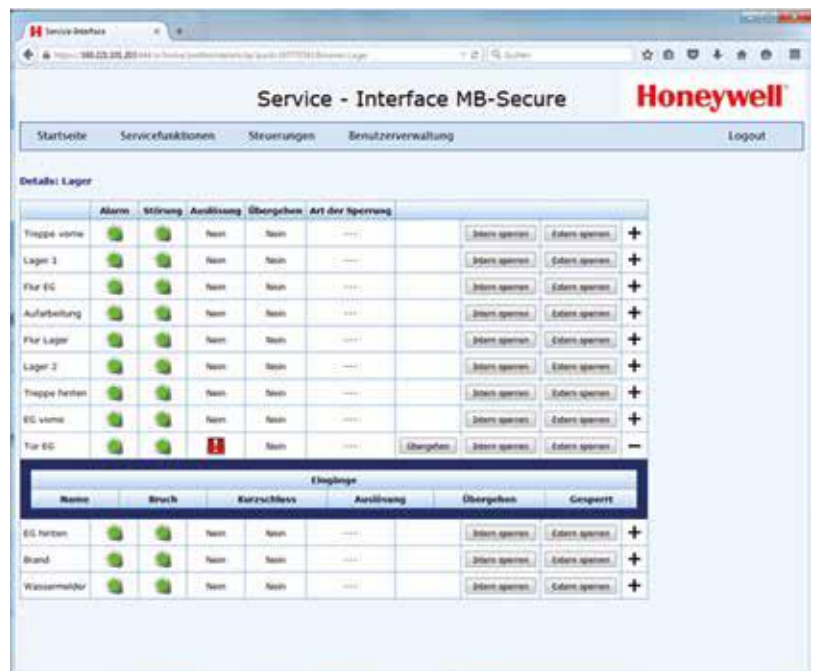 Service-Interface
Suchen
Service - Interface MB-Secure
Honeywell
Startseite Servicefunktionen Steuerungen Benutzerverwaltung Logout
Details: Lager
Alarm Störung Auslösung Übergehen Art der Sperrung
Treppe vorne Nein Nein ---- Intern sperren Extern sperren +
Lager 1 Nein Nein ---- Intern sperren Extern sperren +
Flur EG Nein Nein ---- Intern sperren Extern sperren +
Aufarbeitung Nein Nein ---- Intern sperren Extern sperren +
Flur Lager Nein Nein ---- Intern sperren Extern sperren +
Lager 2 Nein Nein ---- Intern sperren Extern sperren +
Treppe hinten Nein Nein ---- Intern sperren Extern sperren +
EG vorne Nein Nein ---- Intern sperren Extern sperren +
Tür EG ! Nein ---- Übergehen Intern sperren Extern sperren −
Eingänge
Name Bruch Kurzschluss Auslösung Übergehen Gesperrt
EG hinten Nein Nein ---- Intern sperren Extern sperren +
Brand Nein Nein ---- Intern sperren Extern sperren +
Wassermelder Nein Nein ---- Intern sperren Extern sperren +